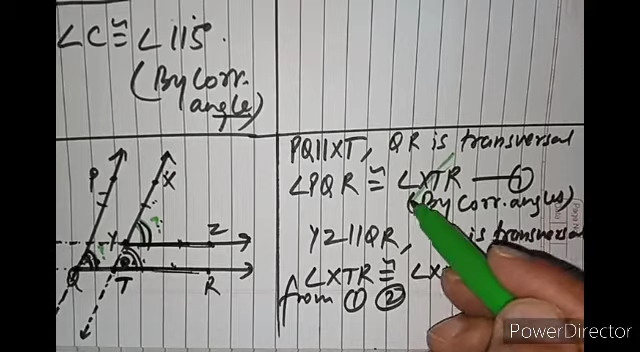 ∠C ≅ ∠115°.
(By Corr.
angle)
P
X
?
Y
Z
?
Q
T
R
PQ||XT, QR is transversal
∠PQR ≅ ∠XTR — ①
(By Corr. angles)
YZ||QR, is transversal
∠XTR ≅ ∠X
from ① ②
PowerDirector